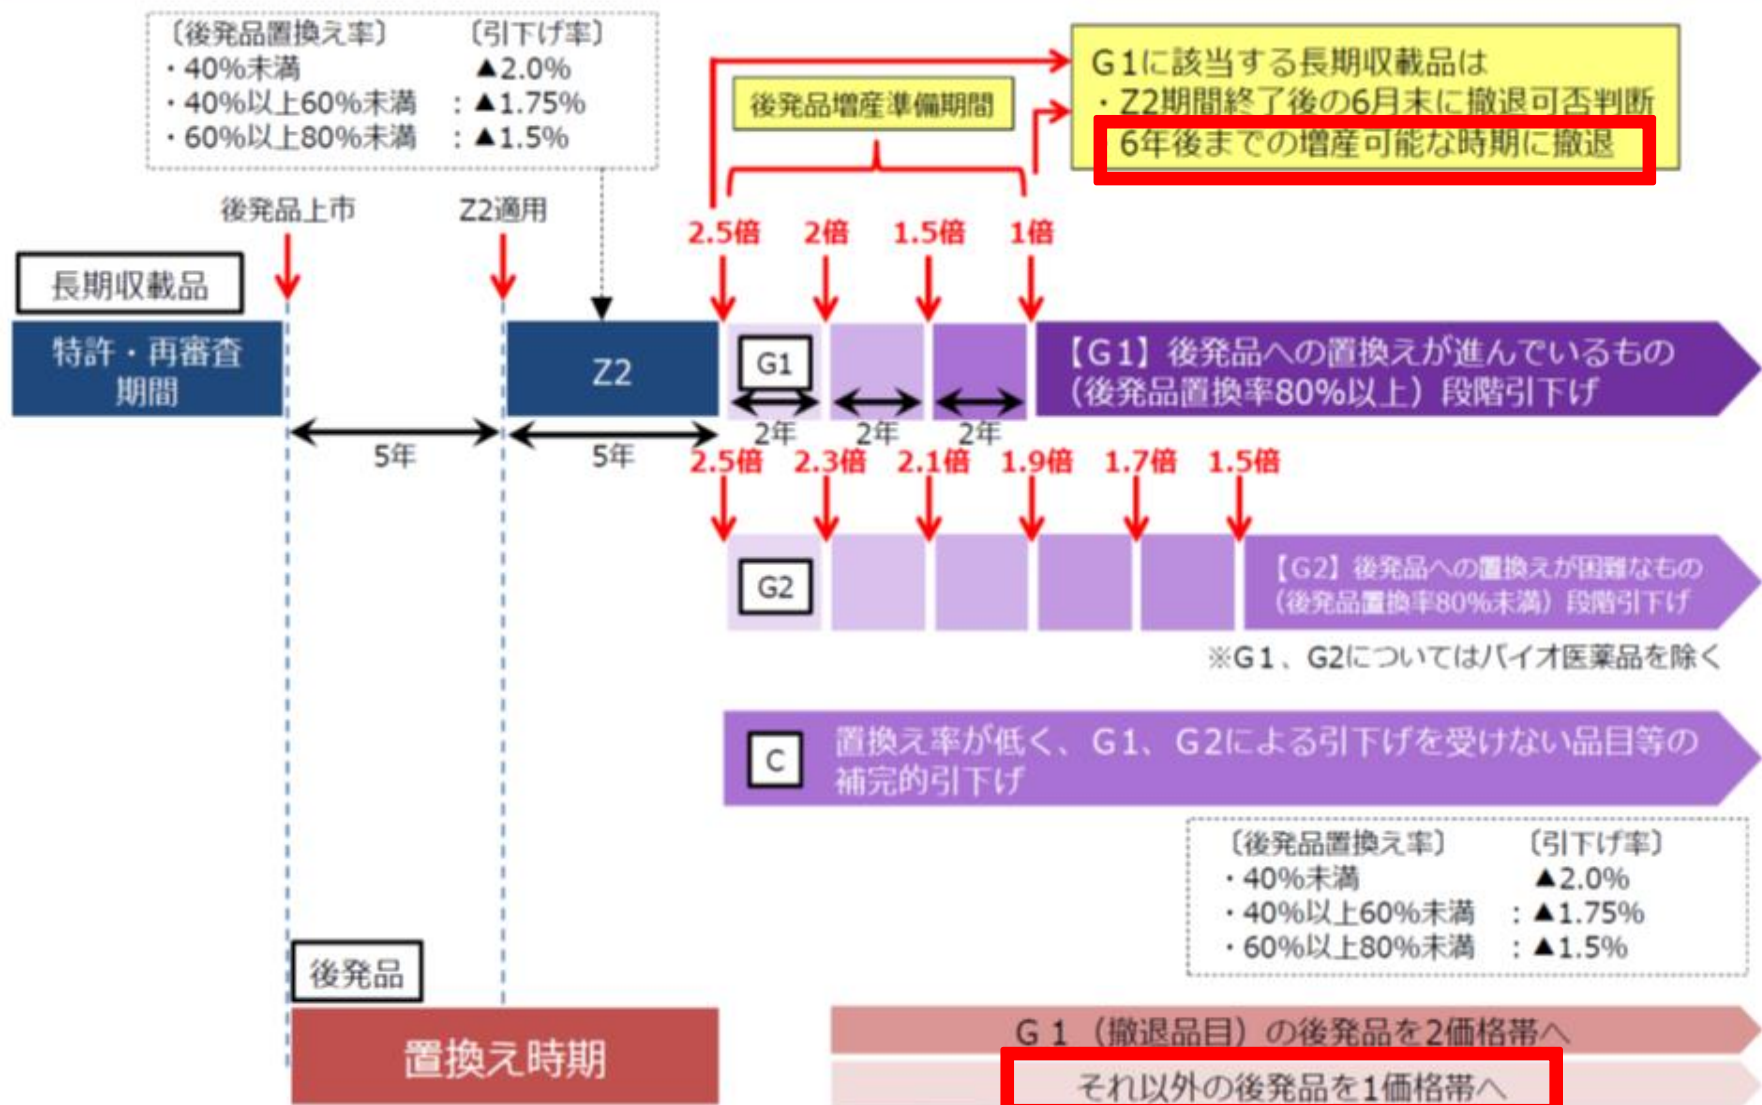 〔後発品置換え率〕 〔引下げ率〕
・40%未満 ▲2.0%
・40%以上60%未満 : ▲1.75%
・60%以上80%未満 : ▲1.5%
後発品増産準備期間
G1に該当する長期収載品は
・Z2期間終了後の6月末に撤退可否判断
6年後までの増産可能な時期に撤退
後発品上市
Z2適用
2.5倍 2倍 1.5倍 1倍
長期収載品
特許・再審査
期間
Z2
G1
【G1】後発品への置換えが進んでいるもの
（後発品置換率80%以上）段階引下げ
5年 5年 2年 2年 2年
2.5倍 2.3倍 2.1倍 1.9倍 1.7倍 1.5倍
G2
【G2】後発品への置換えが困難なもの
（後発品置換率80%未満）段階引下げ
※G1、G2についてはバイオ医薬品を除く
C
置換え率が低く、G1、G2による引下げを受けない品目等の
補完的引下げ
〔後発品置換え率〕 〔引下げ率〕
・40%未満 ▲2.0%
・40%以上60%未満 : ▲1.75%
・60%以上80%未満 : ▲1.5%
後発品
置換え時期
G 1 （撤退品目）の後発品を2価格帯へ
それ以外の後発品を1価格帯へ